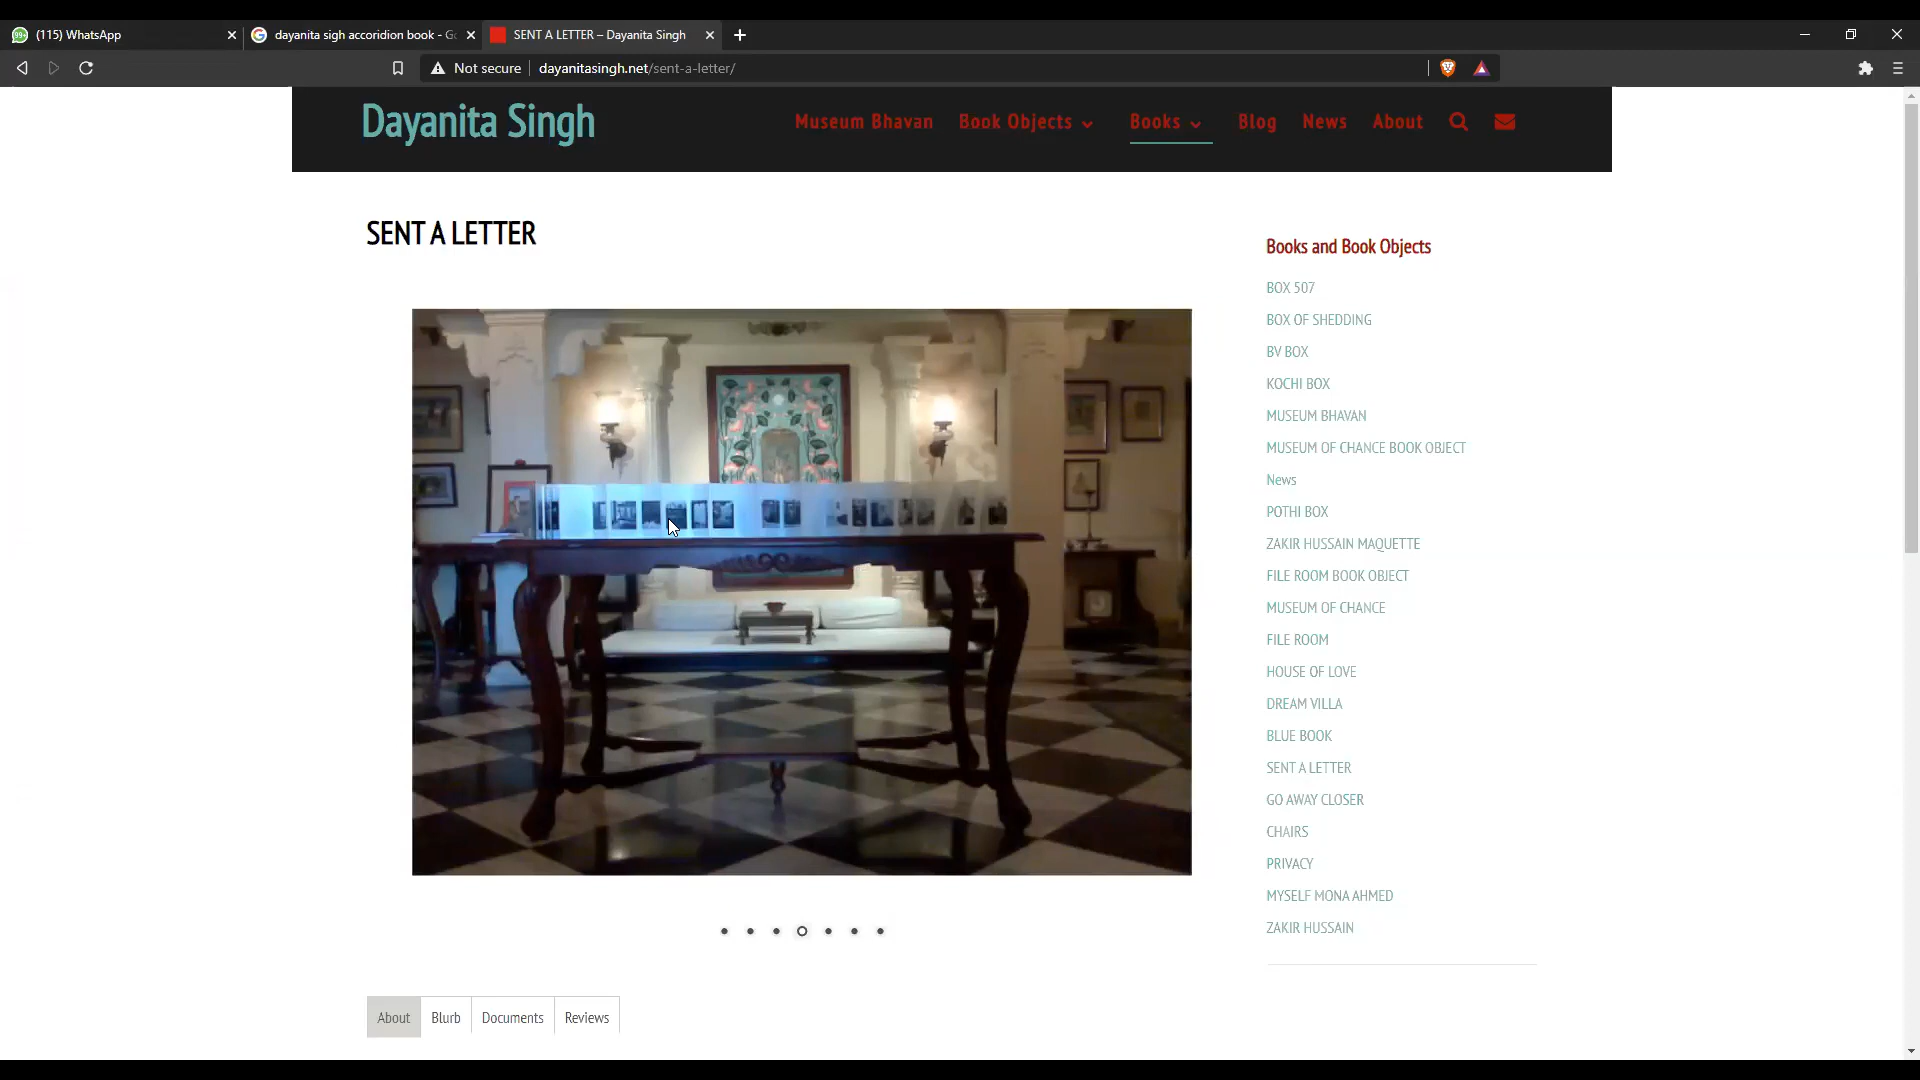 (115) WhatsApp
dayanita sigh accoridion book - Go
SENT A LETTER – Dayanita Singh
Not secure
dayanitasingh.net/sent-a-letter/
Dayanita Singh
Museum Bhavan
Book Objects
Books
Blog
News
About
SENT A LETTER
Books and Book Objects
BOX 507
BOX OF SHEDDING
BV BOX
KOCHI BOX
MUSEUM BHAVAN
MUSEUM OF CHANCE BOOK OBJECT
News
POTHI BOX
ZAKIR HUSSAIN MAQUETTE
FILE ROOM BOOK OBJECT
MUSEUM OF CHANCE
FILE ROOM
HOUSE OF LOVE
DREAM VILLA
BLUE BOOK
SENT A LETTER
GO AWAY CLOSER
CHAIRS
PRIVACY
MYSELF MONA AHMED
ZAKIR HUSSAIN
About
Blurb
Documents
Reviews